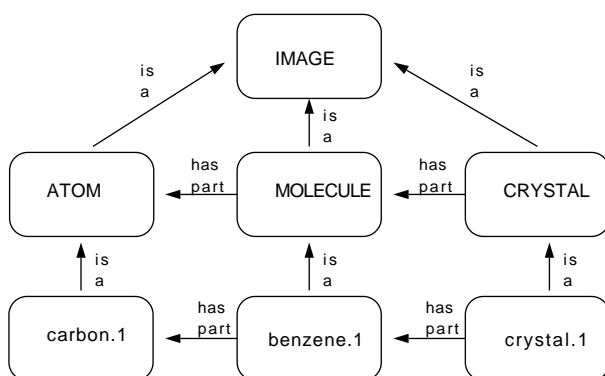 IMAGE
is
a
is
a
is
a
ATOM
has
part
MOLECULE
has
part
CRYSTAL
is
a
is
a
is
a
carbon.1
has
part
benzene.1
has
part
crystal.1